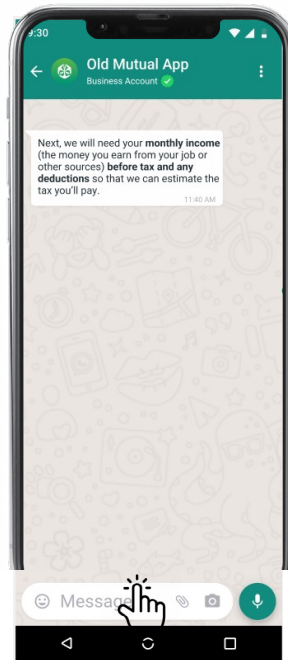 9:30
Old Mutual App
Business Account
Next, we will need your monthly income
(the money you earn from your job or
other sources) before tax and any
deductions so that we can estimate the
tax you'll pay.
11:40 AM
Message